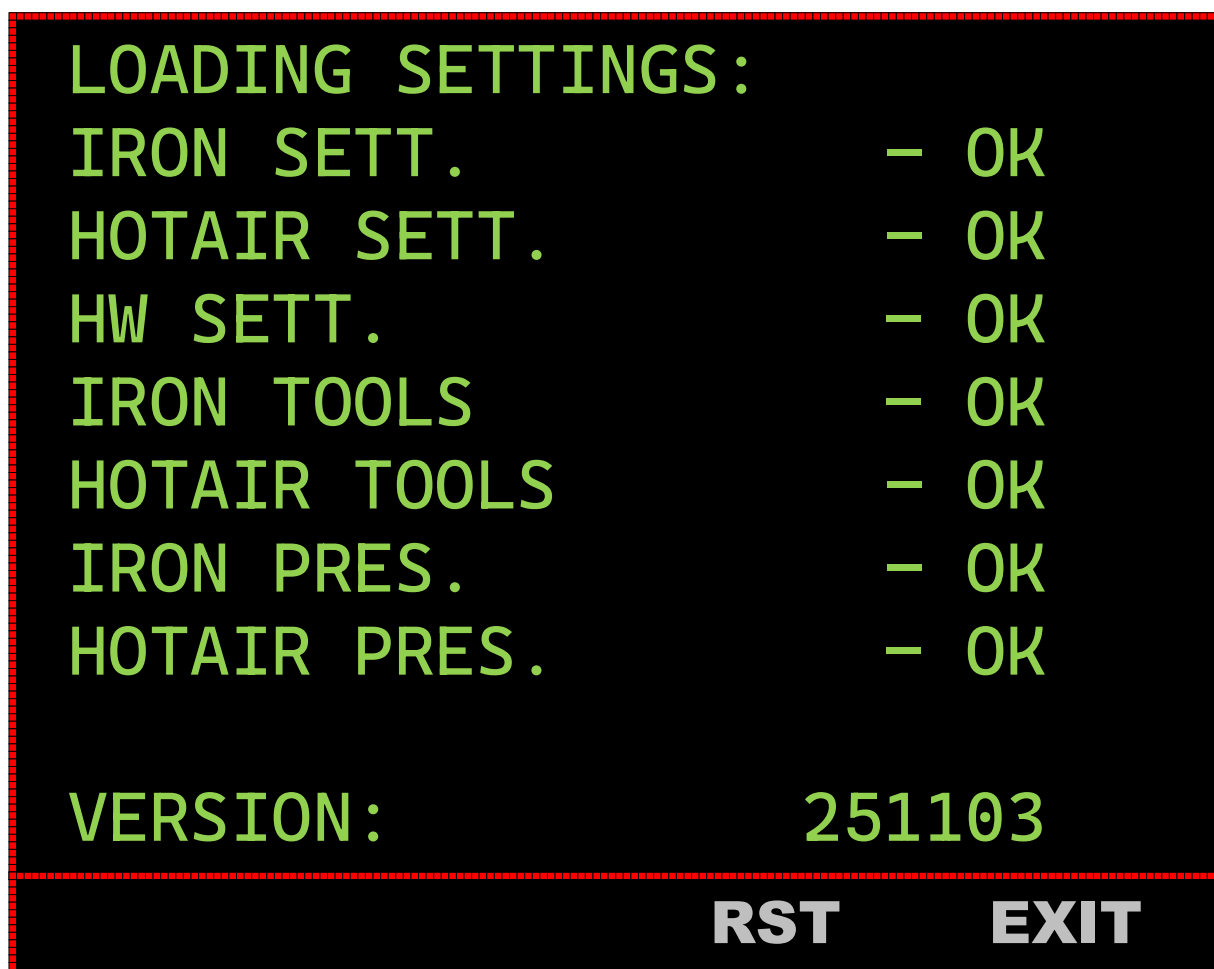 LOADING SETTINGS:
IRON SETT. - OK
HOTAIR SETT. - OK
HW SETT. - OK
IRON TOOLS - OK
HOTAIR TOOLS - OK
IRON PRES. - OK
HOTAIR PRES. - OK
VERSION: 251103
RST EXIT